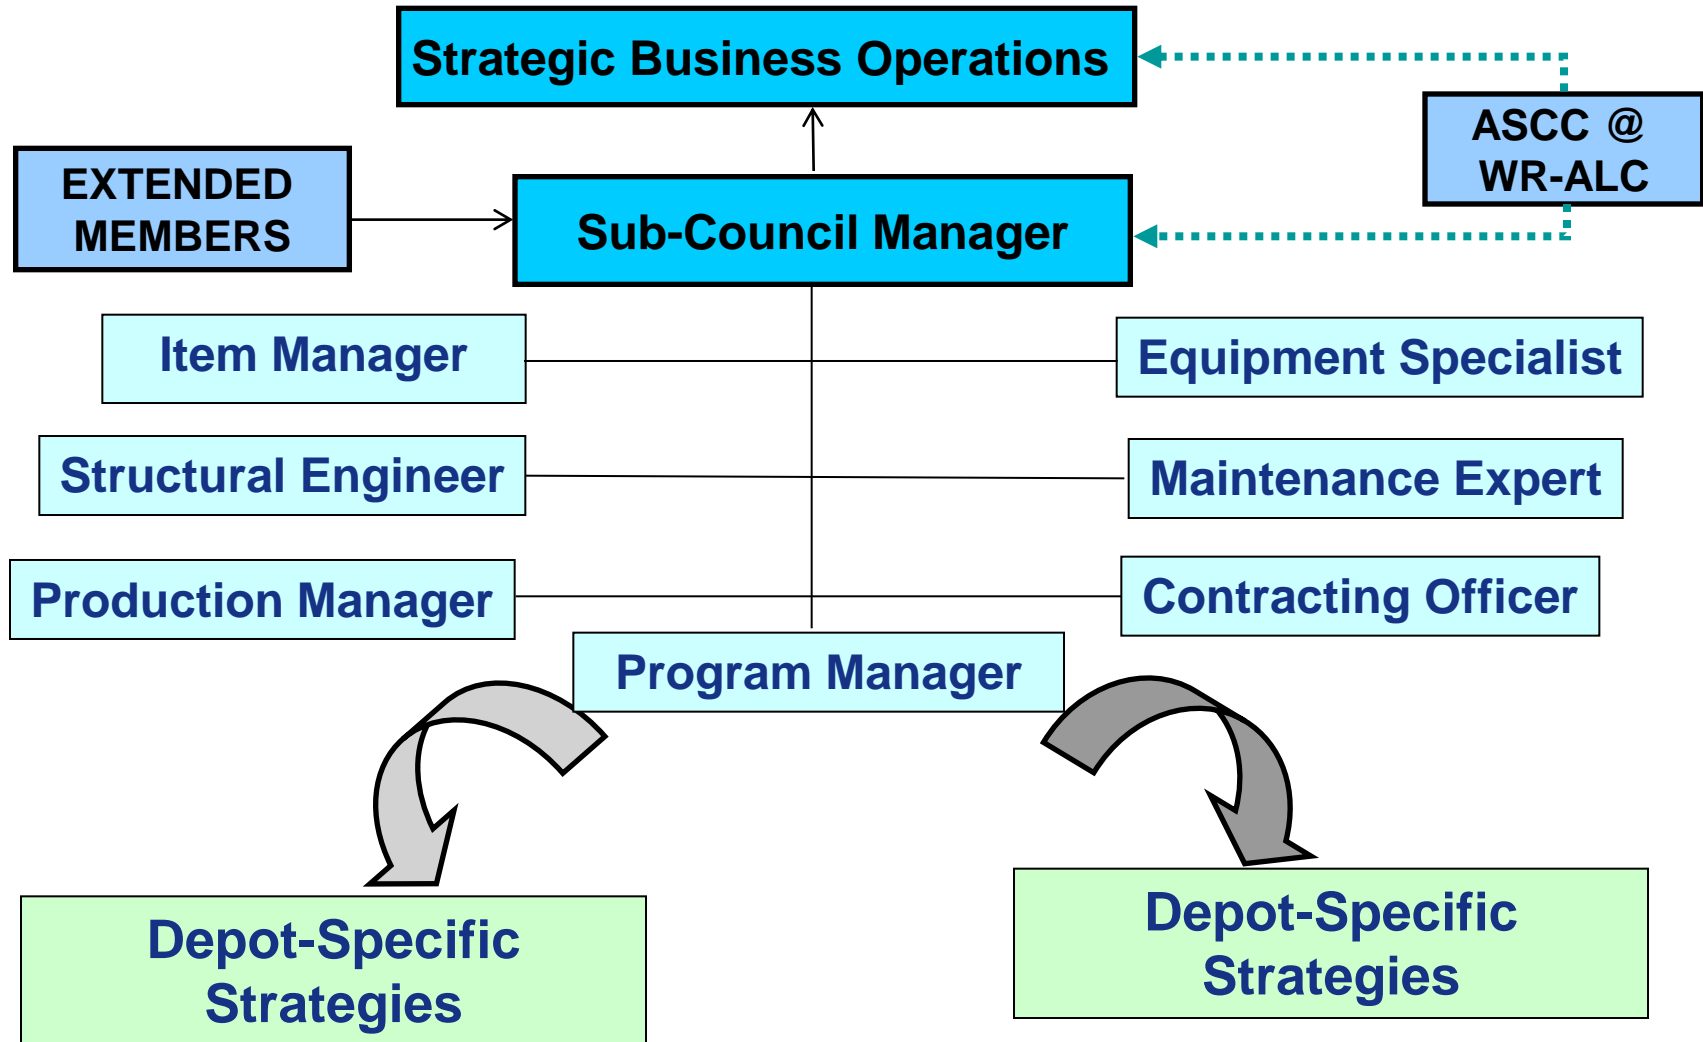 Strategic Business Operations
ASCC @
WR-ALC
EXTENDED
MEMBERS
Sub-Council Manager
Item Manager
Equipment Specialist
Structural Engineer
Maintenance Expert
Production Manager
Contracting Officer
Program Manager
Depot-Specific
Strategies
Depot-Specific
Strategies